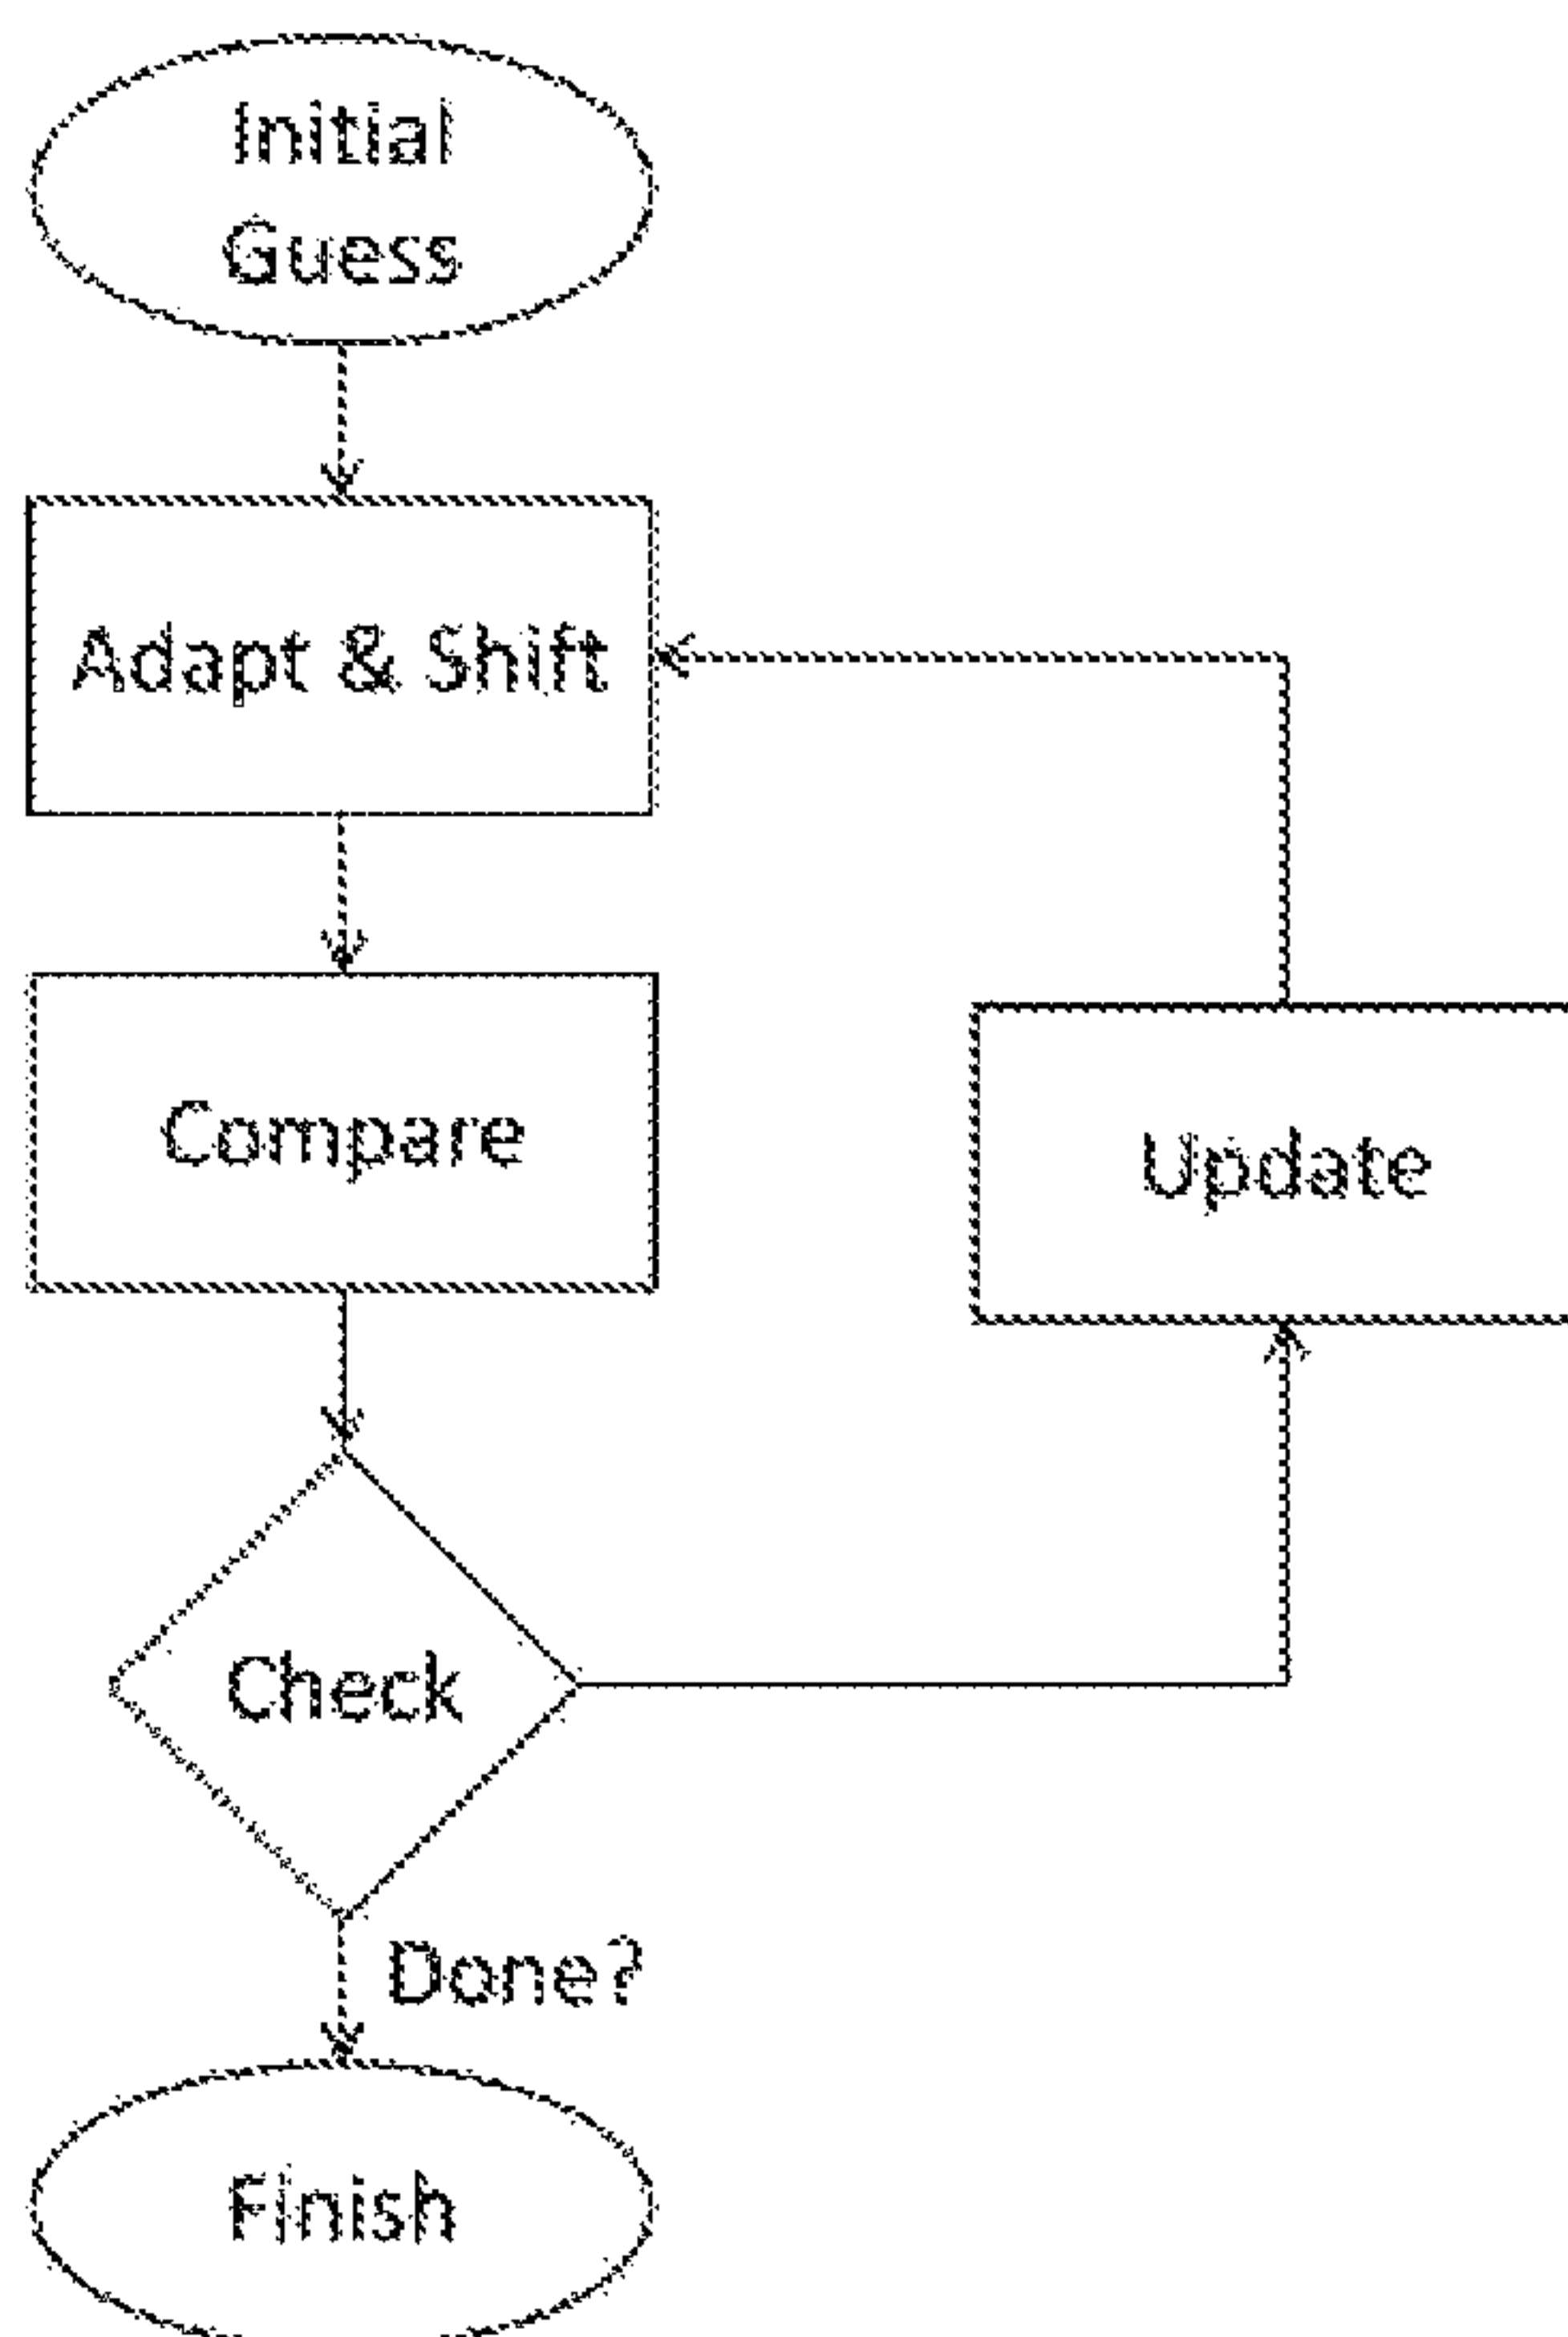 Initial
Guess
Adapt & Shift
Compare
Update
Check
Done?
Finish